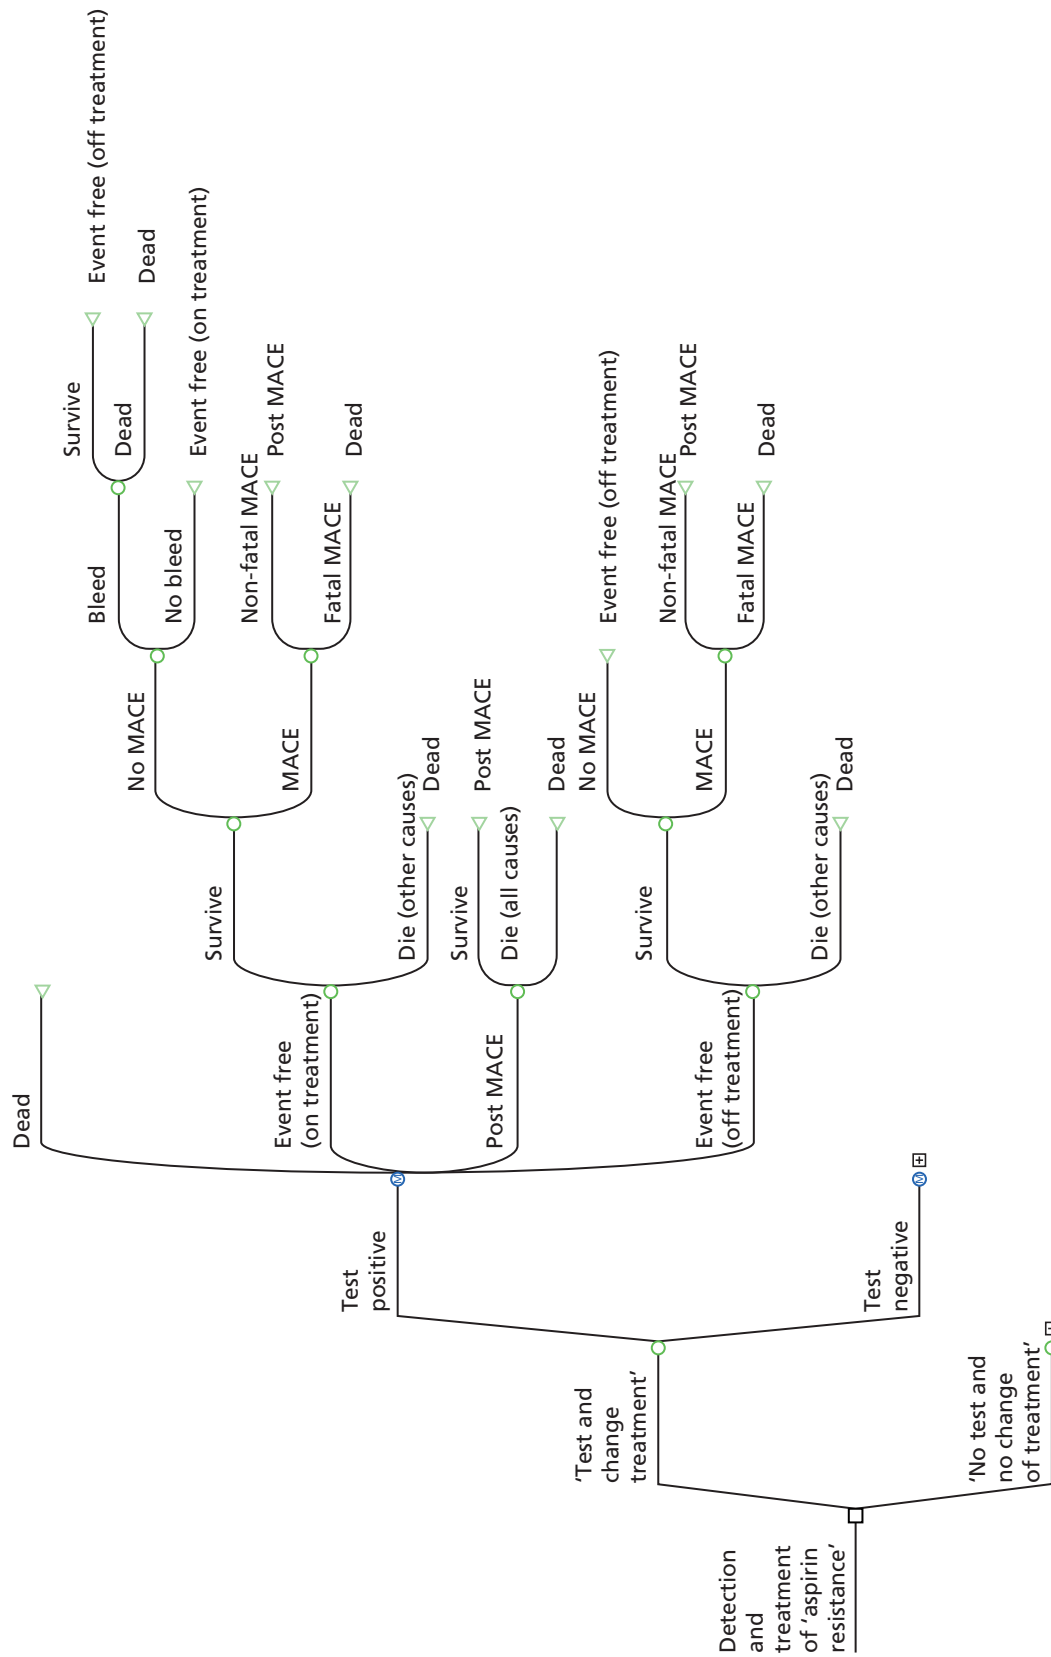 Detection
and
treatment
of ‘aspirin
resistance’
‘Test and
change
treatment’
‘No test and
no change
of treatment’
Test
positive
Test
negative
M
M
Dead
Event free
(on treatment)
Post MACE
Event free
(off treatment)
Survive
Die (other causes)
Dead
Survive
Post MACE
Die (all causes)
Dead
Survive
Die (other causes)
Dead
No MACE
MACE
No MACE
Event free (off treatment)
MACE
Bleed
No bleed
Event free (on treatment)
Non-fatal MACE
Post MACE
Fatal MACE
Dead
Non-fatal MACE
Post MACE
Fatal MACE
Dead
Survive
Event free (off treatment)
Dead
Dead